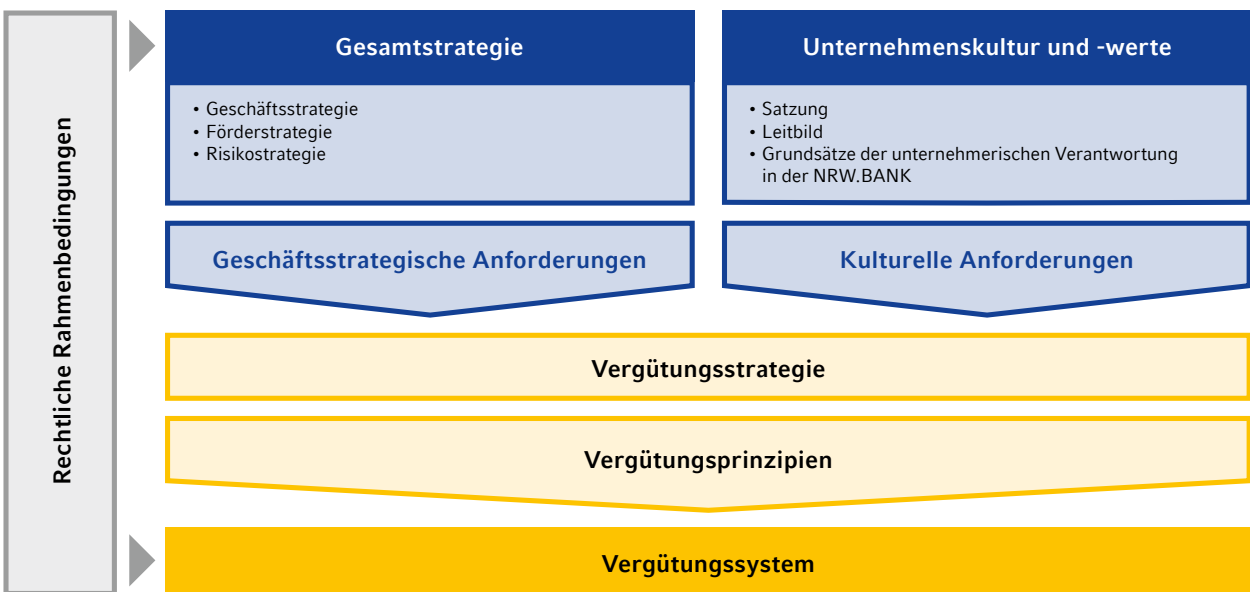 Rechtliche Rahmenbedingungen
Gesamtstrategie
• Geschäftsstrategie
• Förderstrategie
• Risikostrategie
Unternehmenskultur und -werte
• Satzung
• Leitbild
• Grundsätze der unternehmerischen Verantwortung
in der NRW.BANK
Geschäftsstrategische Anforderungen
Kulturelle Anforderungen
Vergütungsstrategie
Vergütungsprinzipien
Vergütungssystem